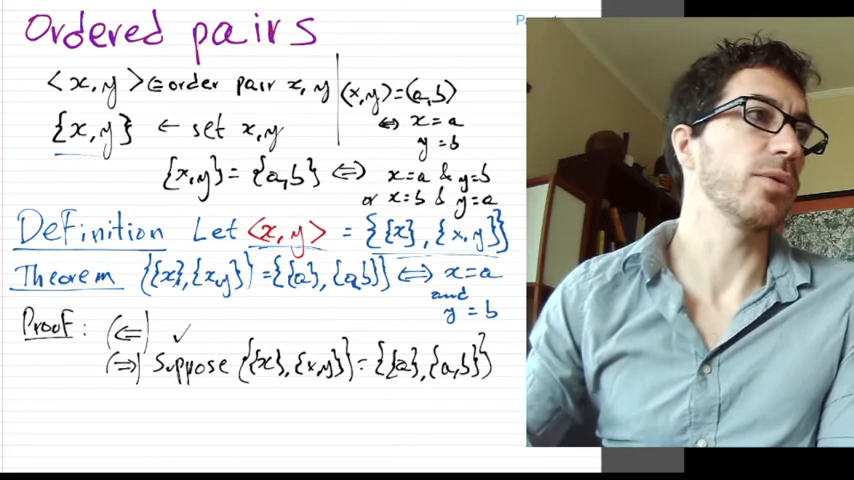 Ordered pairs
<x,y> ≡ order pair x,y
{x,y} ← set x,y
(x,y)=(a,b)
⇔ x=a
y=b
{x,y} = {a,b} ⇔ x=a & y=b
or x=b & y=a
Definition Let <x,y> = {{x},{x,y}}
Theorem {{x},{x,y}}={{a},{a,b}} ⇔ x=a
and
y=b
Proof: (⇐) ✓
(⇒) Suppose {{x},{x,y}}={{a},{a,b}}